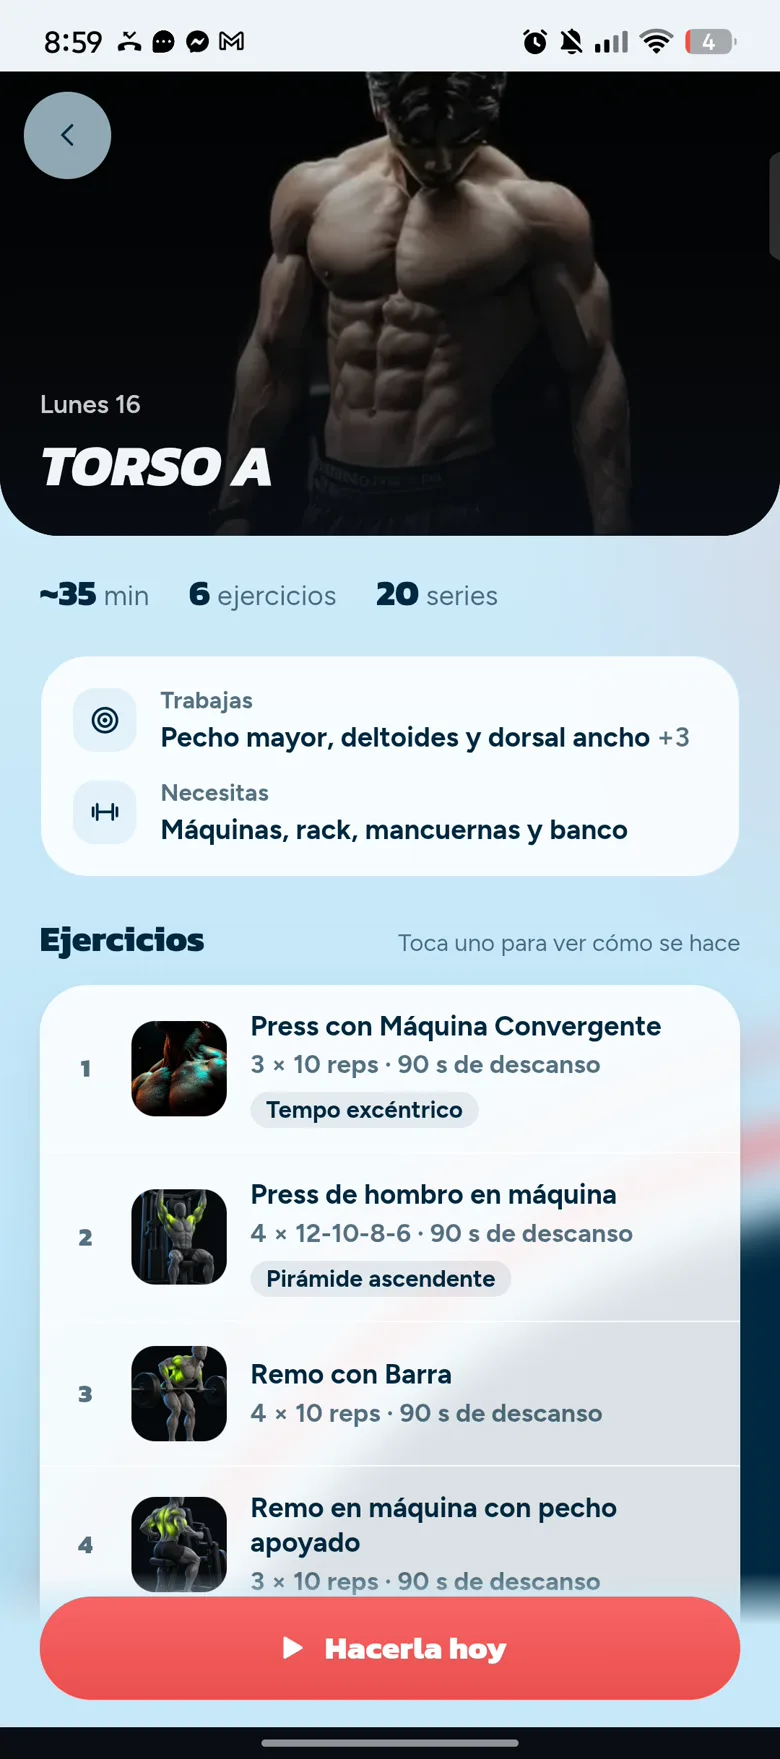 8:59
4
Lunes 16
TORSO A
~35 min 6 ejercicios 20 series
Trabajas
Pecho mayor, deltoides y dorsal ancho +3
Necesitas
Máquinas, rack, mancuernas y banco
Ejercicios
Toca uno para ver cómo se hace
1
Press con Máquina Convergente
3 × 10 reps · 90 s de descanso
Tempo excéntrico
2
Press de hombro en máquina
4 × 12-10-8-6 · 90 s de descanso
Pirámide ascendente
3
Remo con Barra
4 × 10 reps · 90 s de descanso
4
Remo en máquina con pecho
apoyado
3 × 10 reps · 90 s de descanso
Hacerla hoy